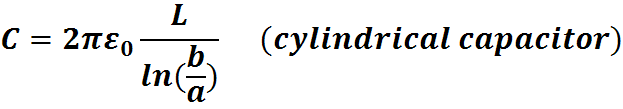 C = 2πε₀ L / ln(b/a) (cylindrical capacitor)